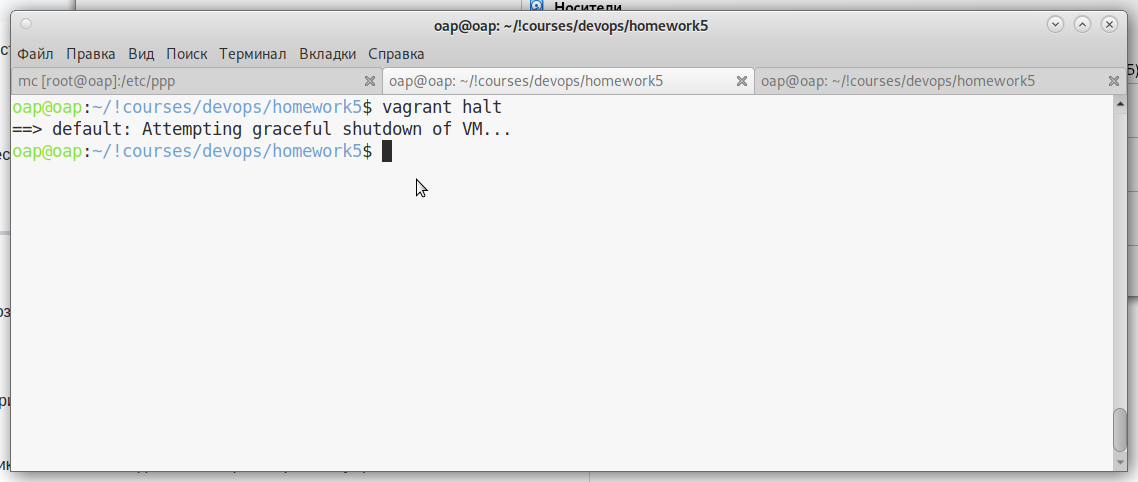 Носители
oap@oap: ~/!courses/devops/homework5
Файл Правка Вид Поиск Терминал Вкладки Справка
mc [root@oap]:/etc/ppp oap@oap: ~/!courses/devops/homework5 oap@oap: ~/!courses/devops/homework5
5)
oap@oap:~/!courses/devops/homework5$ vagrant halt
==> default: Attempting graceful shutdown of VM...
oap@oap:~/!courses/devops/homework5$